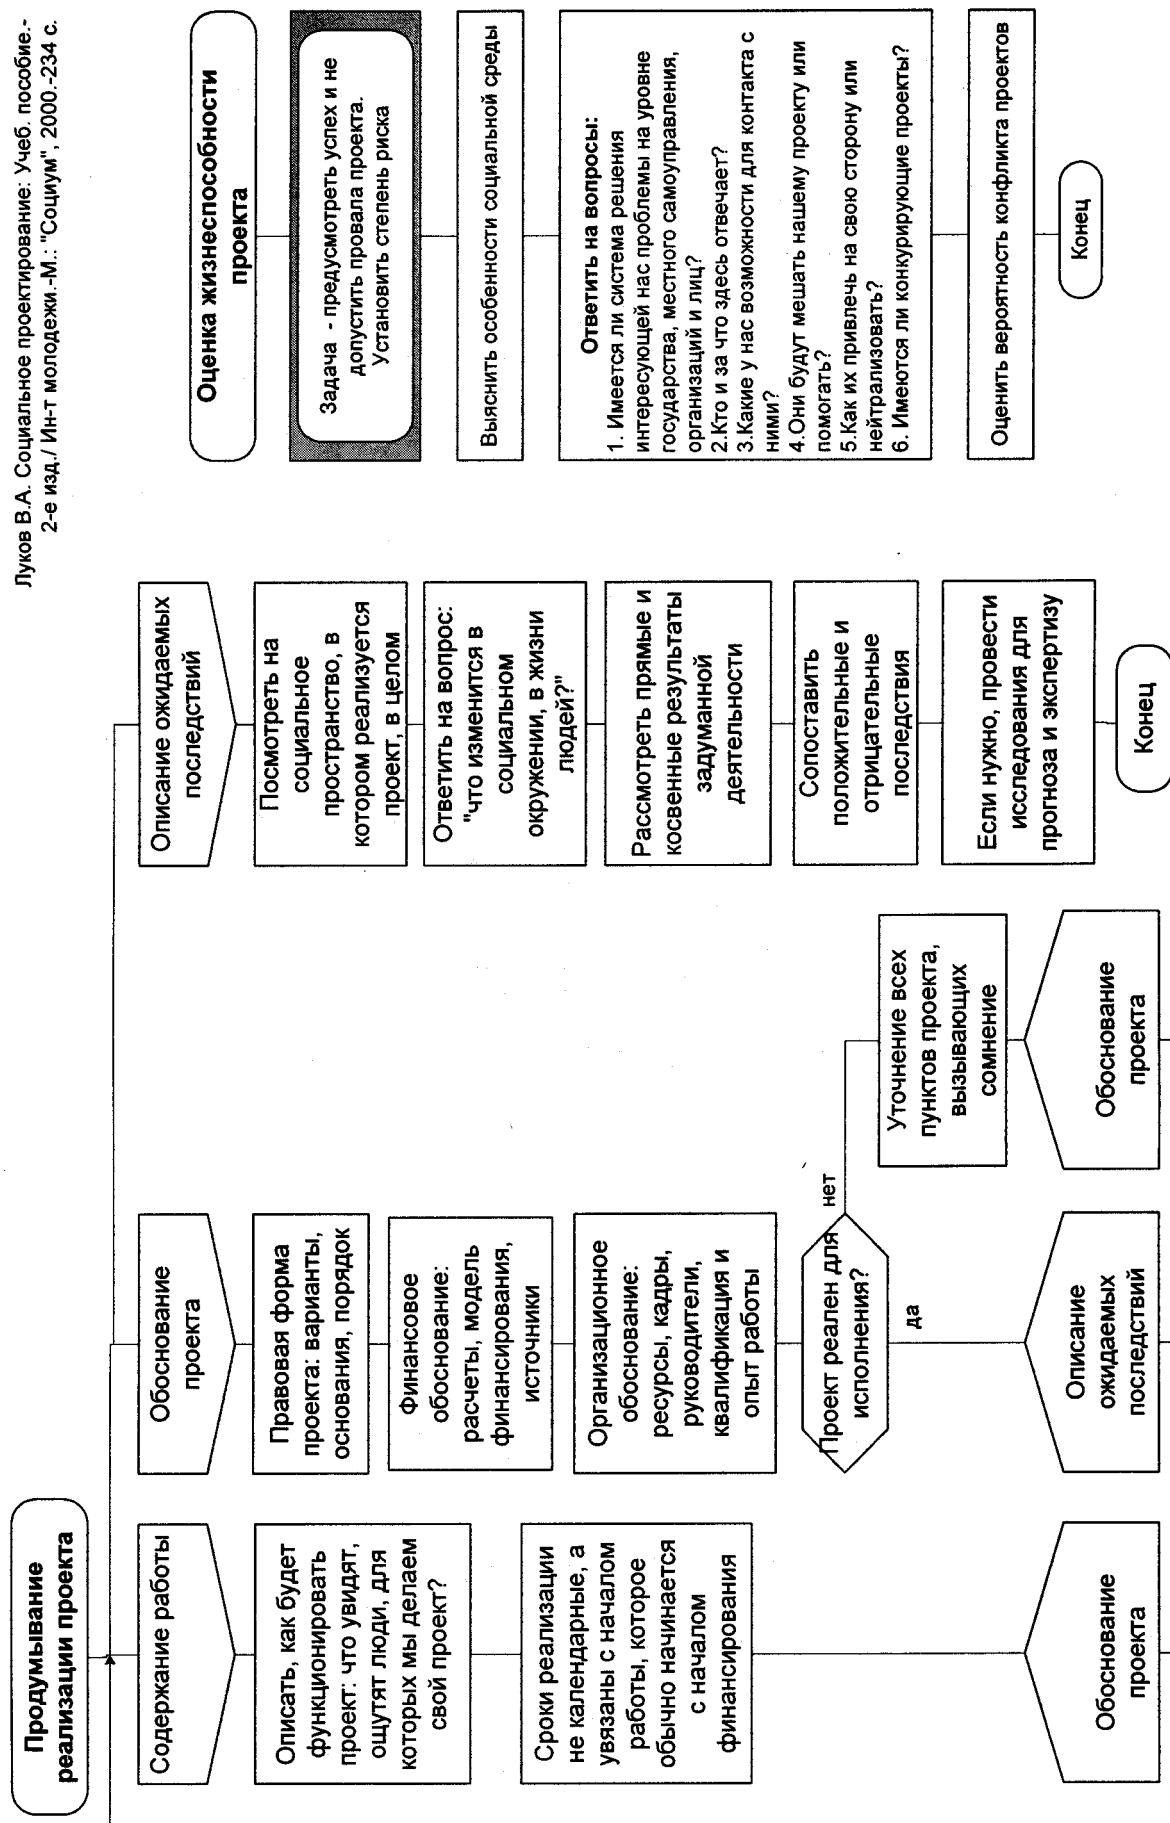 Луков В.А. Социальное проектирование: Учеб. пособие.-
2-е изд./ Ин-т молодежи.-М.: "Социум", 2000.-234 с.
Продумывание
реализации проекта
Содержание работы
Описать, как будет
функционировать
проект: что увидят,
ощутят люди, для
которых мы делаем
свой проект?
Сроки реализации
не календарные, а
увязаны с началом
работы, которое
обычно начинается
с началом
финансирования
Обоснование
проекта
Обоснование
проекта
Правовая форма
проекта: варианты,
основания, порядок
Финансовое
обоснование:
расчеты, модель
финансирования,
источники
Организационное
обоснование:
ресурсы, кадры,
руководители,
квалификация и
опыт работы
Проект реален для
исполнения?
нет
да
Описание
ожидаемых
последствий
Уточнение всех
пунктов проекта,
вызывающих
сомнение
Обоснование
проекта
Описание ожидаемых
последствий
Посмотреть на
социальное
пространство, в
котором реализуется
проект, в целом
Ответить на вопрос:
"что изменится в
социальном
окружении, в жизни
людей?"
Рассмотреть прямые и
косвенные результаты
задуманной
деятельности
Сопоставить
положительные и
отрицательные
последствия
Если нужно, провести
исследования для
прогноза и экспертизу
Конец
Оценка жизнеспособности
проекта
Задача - предусмотреть успех и не
допустить провала проекта.
Установить степень риска
Выяснить особенности социальной среды
Ответить на вопросы:
1. Имеется ли система решения
интересующей нас проблемы на уровне
государства, местного самоуправления,
организаций и лиц?
2.Кто и за что здесь отвечает?
3.Какие у нас возможности для контакта с
ними?
4.Они будут мешать нашему проекту или
помогать?
5.Как их привлечь на свою сторону или
нейтрализовать?
6. Имеются ли конкурирующие проекты?
Оценить вероятность конфликта проектов
Конец